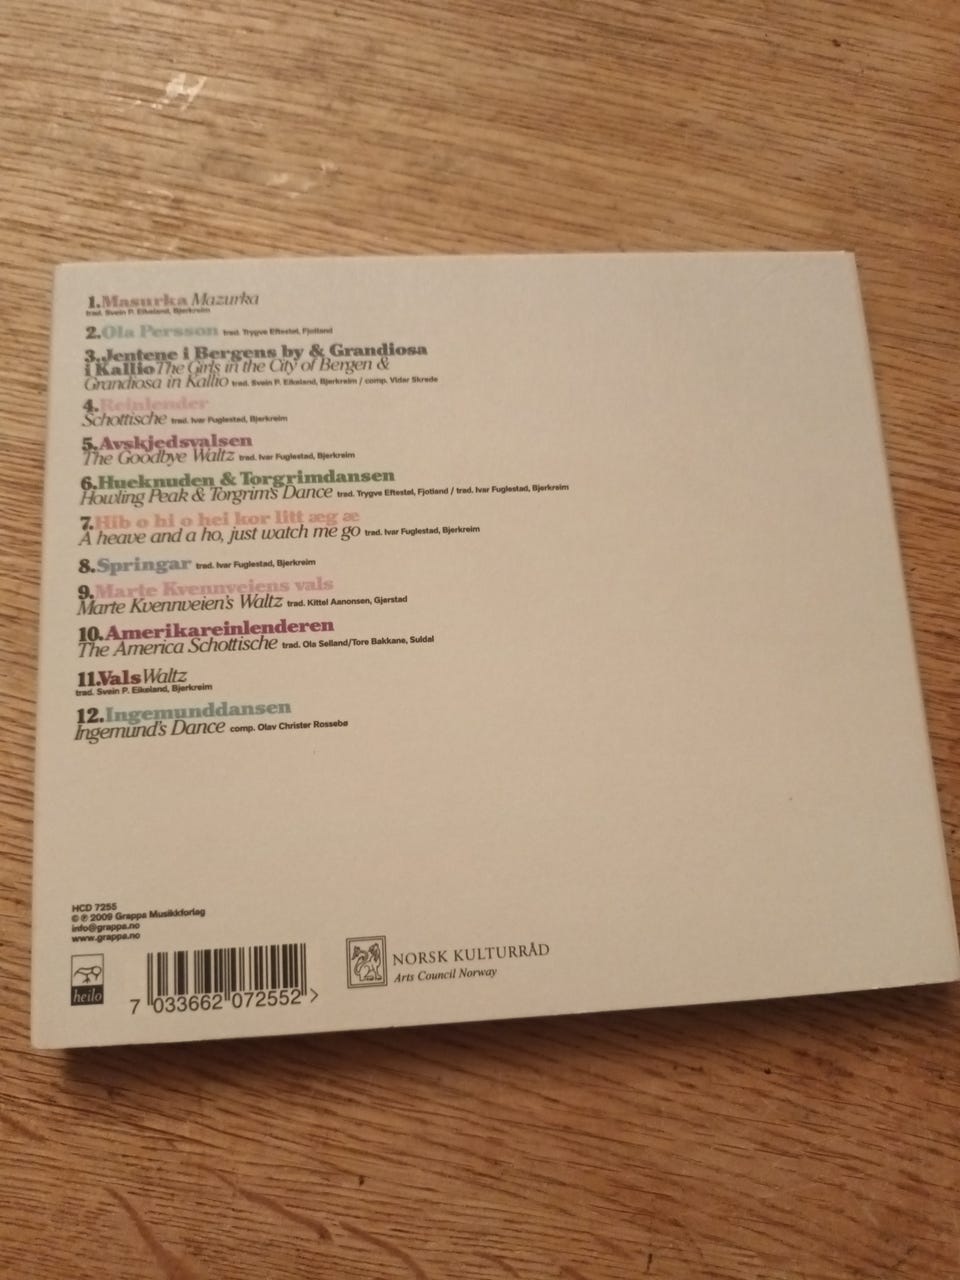 1.Masurka Mazurka
trad. Svein P. Eikeland, Bjerkreim
2.Ola Persson trad. Trygve Eftestøl, Fjotland
3.Jentene i Bergens by & Grandiosa
i Kallio The Girls in the City of Bergen &
Grandiosa in Kallio trad. Svein P. Eikeland, Bjerkreim / comp. Vidar Skrede
4.Reinlender
Schottische trad. Ivar Fuglestad, Bjerkreim
5.Avskjedsvalsen
The Goodbye Waltz trad. Ivar Fuglestad, Bjerkreim
6.Hueknuden & Torgrimdansen
Howling Peak & Torgrim's Dance trad. Trygve Eftestøl, Fjotland / trad. Ivar Fuglestad, Bjerkreim
7.Hib o hi o hei kor litt æg æ
A heave and a ho, just watch me go trad. Ivar Fuglestad, Bjerkreim
8.Springar trad. Ivar Fuglestad, Bjerkreim
9.Marte Kvennveiens vals
Marte Kvennveien's Waltz trad. Kittel Aanonsen, Gjerstad
10.Amerikareinlenderen
The America Schottische trad. Ola Selland/Tore Bakkane, Suldal
11.Vals Waltz
trad. Svein P. Eikeland, Bjerkreim
12.Ingemunddansen
Ingemund's Dance comp. Olav Christer Rossebø
HCD 7255
© ℗ 2009 Grappa Musikkforlag
info@grappa.no
www.grappa.no
heilo
7 033662 072552 >
NORSK KULTURRÅD
Arts Council Norway